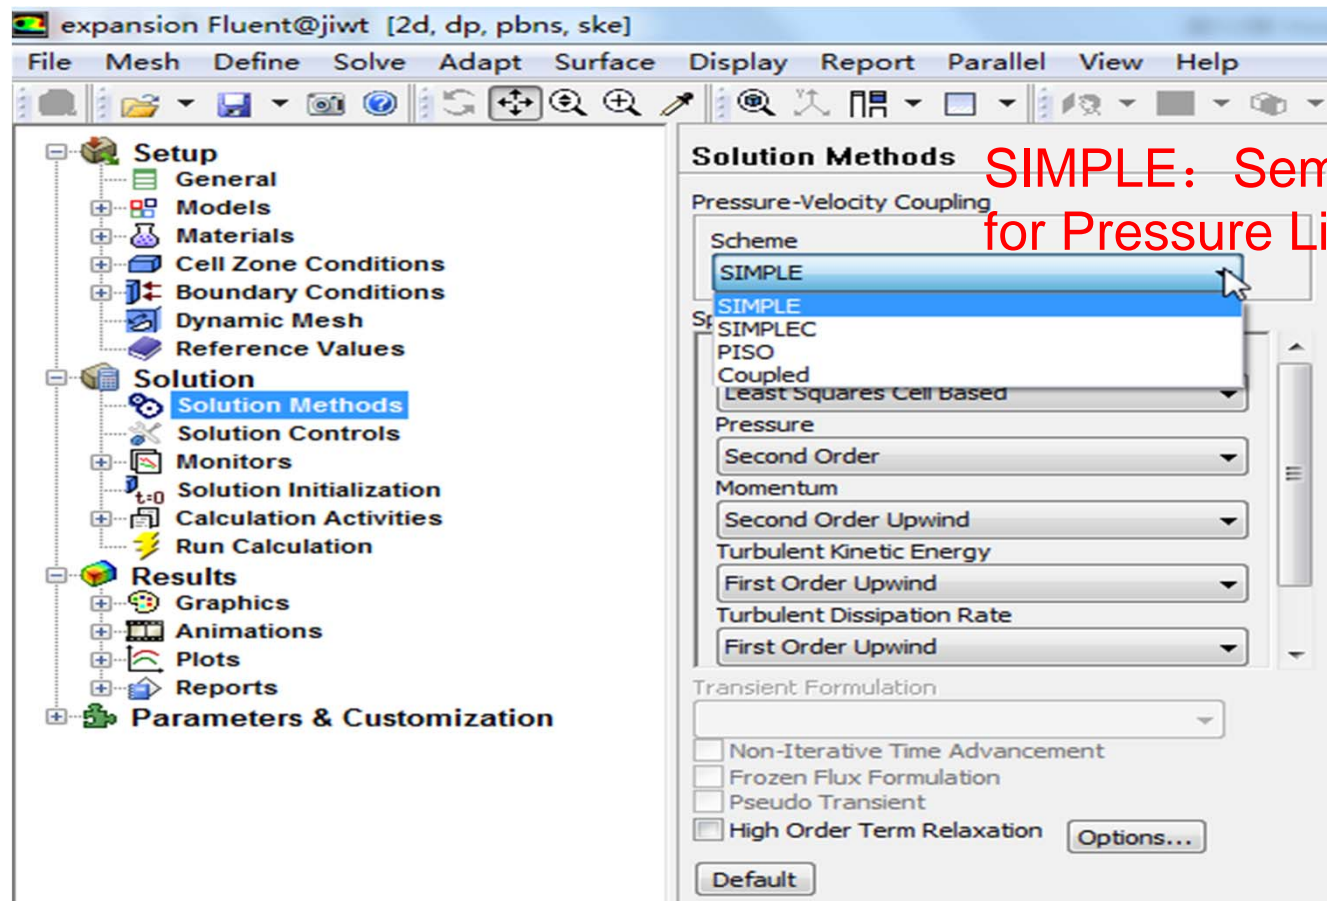 expansion Fluent@jiwt [2d, dp, pbns, ske]
File Mesh Define Solve Adapt Surface Display Report Parallel View Help
Setup
General
Models
Materials
Cell Zone Conditions
Boundary Conditions
Dynamic Mesh
Reference Values
Solution
Solution Methods
Solution Controls
Monitors
t=0 Solution Initialization
Calculation Activities
Run Calculation
Results
Graphics
Animations
Plots
Reports
Parameters & Customization
Solution Methods
SIMPLE： Sem
for Pressure Li
Pressure-Velocity Coupling
Scheme
SIMPLE
SIMPLE
SIMPLEC
PISO
Coupled
Least Squares Cell Based
Pressure
Second Order
Momentum
Second Order Upwind
Turbulent Kinetic Energy
First Order Upwind
Turbulent Dissipation Rate
First Order Upwind
Transient Formulation
Non-Iterative Time Advancement
Frozen Flux Formulation
Pseudo Transient
High Order Term Relaxation Options...
Default